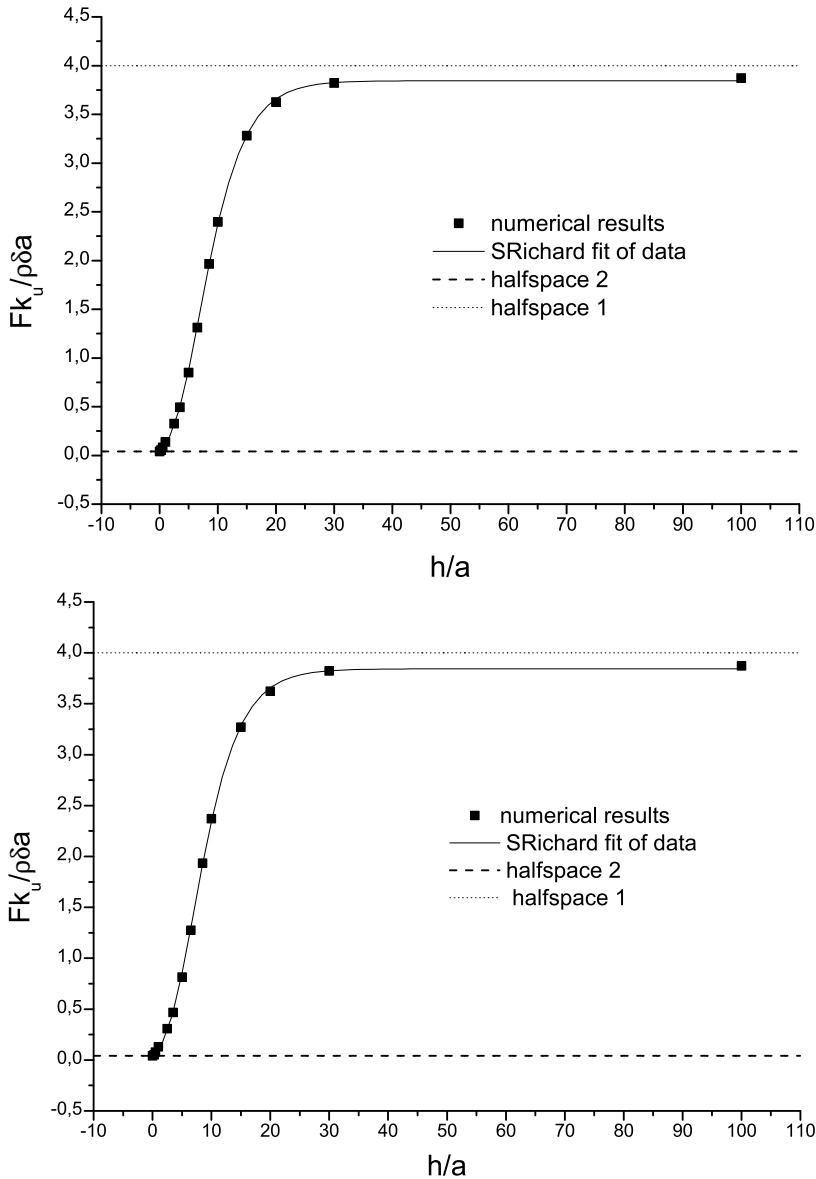 4,5
4,0
3,5
3,0
2,5
2,0
1,5
1,0
0,5
0,0
-0,5
Fku/ρδa
numerical results
SRichard fit of data
halfspace 2
halfspace 1
-10 0 10 20 30 40 50 60 70 80 90 100 110
h/a
4,5
4,0
3,5
3,0
2,5
2,0
1,5
1,0
0,5
0,0
-0,5
Fku/ρδa
numerical results
SRichard fit of data
halfspace 2
halfspace 1
-10 0 10 20 30 40 50 60 70 80 90 100 110
h/a